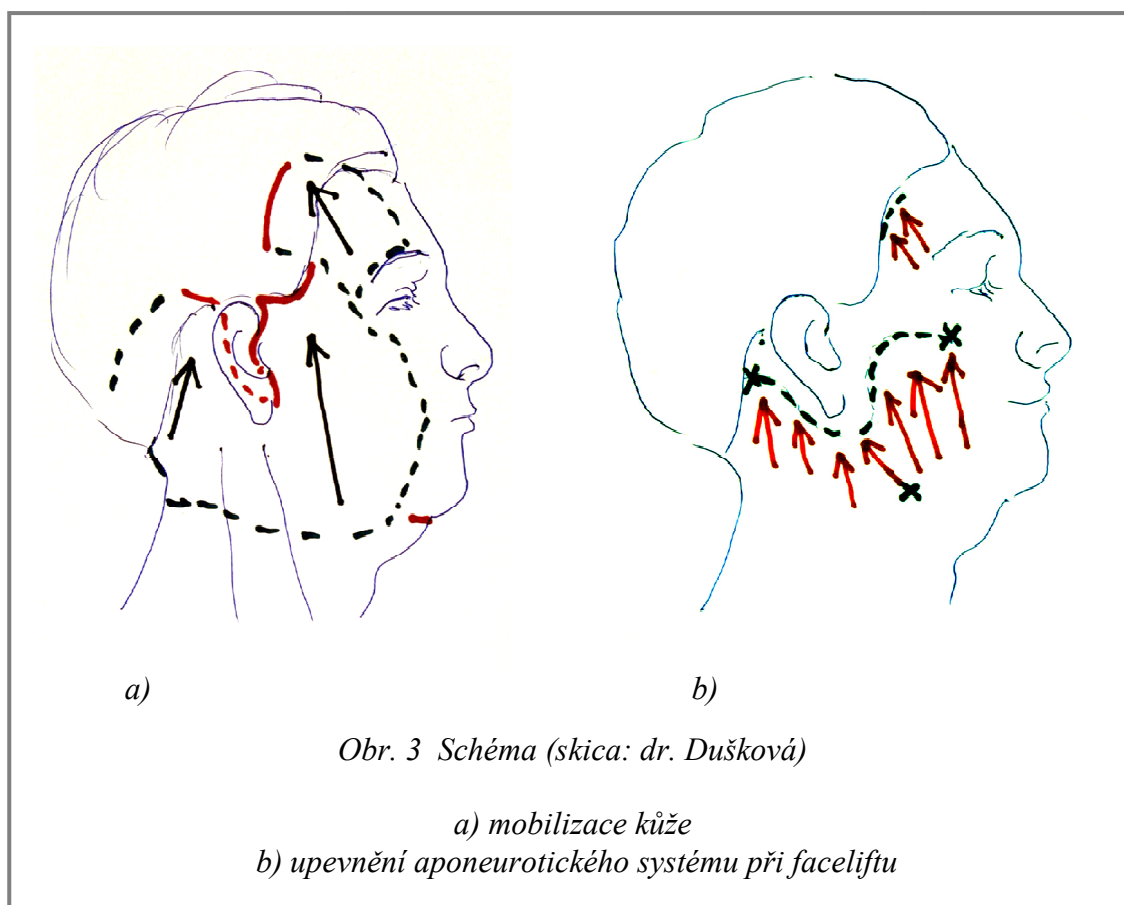 a)
b)
Obr. 3 Schéma (skica: dr. Dušková)
a) mobilizace kůže
b) upevnění aponeurotického systému při faceliftu